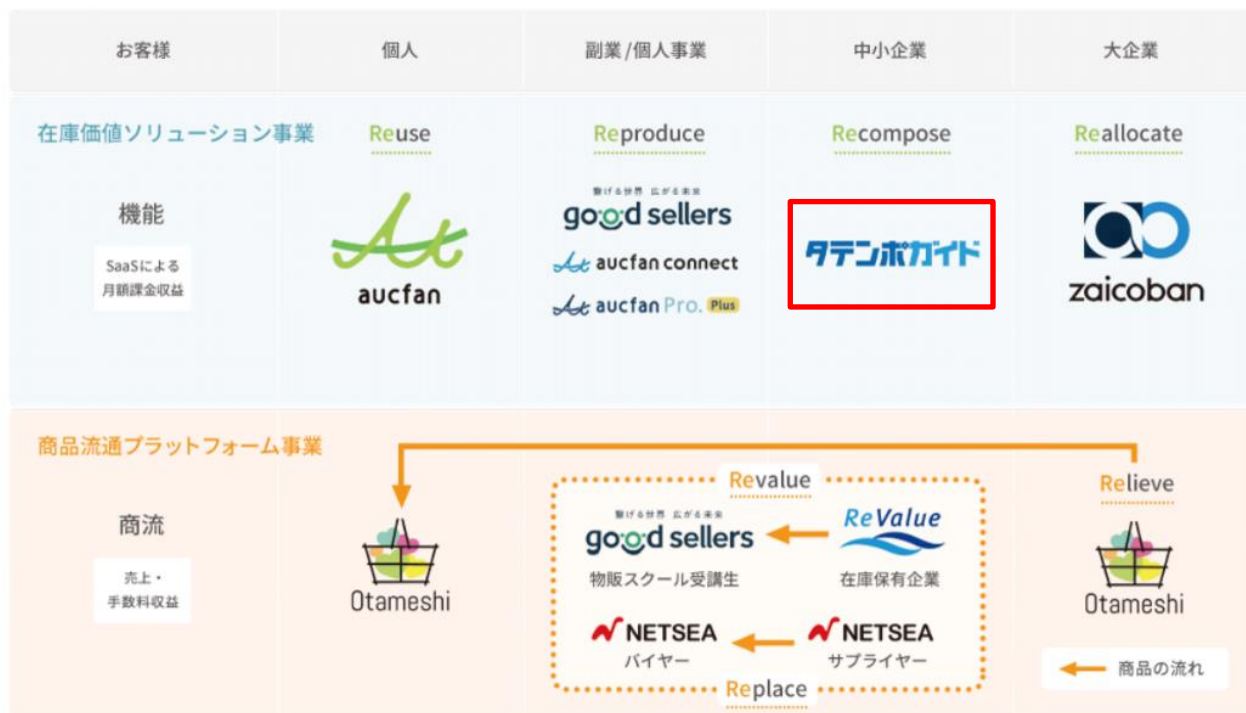 お客様
個人
副業/個人事業
中小企業
大企業
在庫価値ソリューション事業
Reuse
Reproduce
Recompose
Reallocate
機能
SaaSによる
月額課金収益
aucfan
繋げる世界 広がる未来
good sellers
aucfan connect
aucfan Pro. Plus
タテンポガイド
zaicoban
商品流通プラットフォーム事業
商流
売上・
手数料収益
Otameshi
Revalue
繋げる世界 広がる未来
good sellers
物販スクール受講生
ReValue
在庫保有企業
NETSEA
バイヤー
NETSEA
サプライヤー
Replace
Relieve
Otameshi
商品の流れ